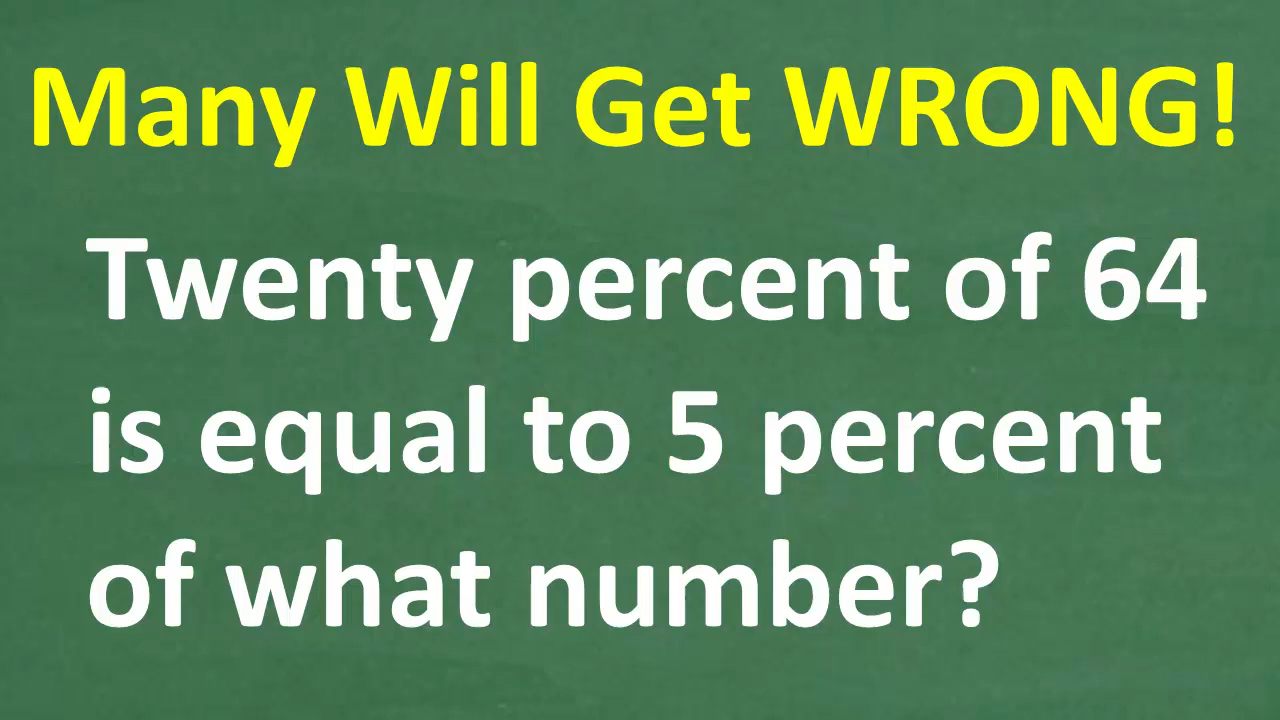 Many Will Get WRONG!
Twenty percent of 64
is equal to 5 percent
of what number?